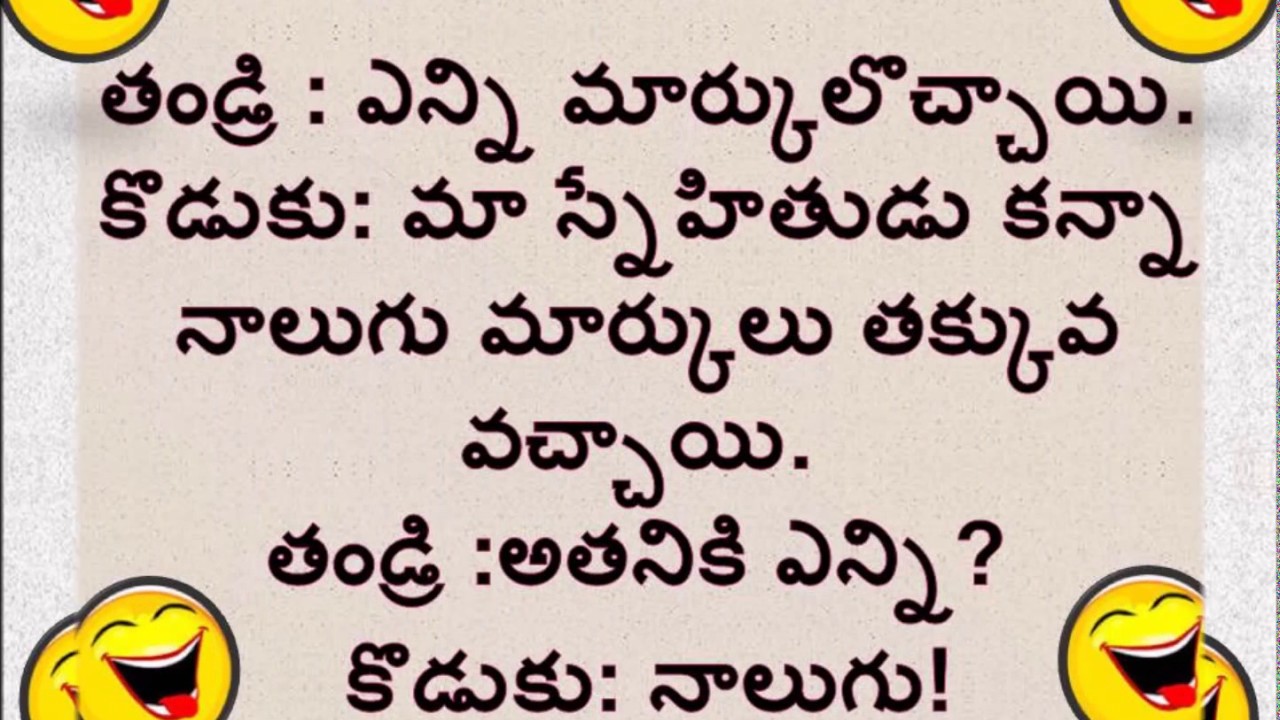 తండ్రి : ఎన్ని మార్కులొచ్చాయి.
కొడుకు: మా స్నేహితుడు కన్నా
నాలుగు మార్కులు తక్కువ
వచ్చాయి.
తండ్రి :అతనికి ఎన్ని?
కొడుకు: నాలుగు!